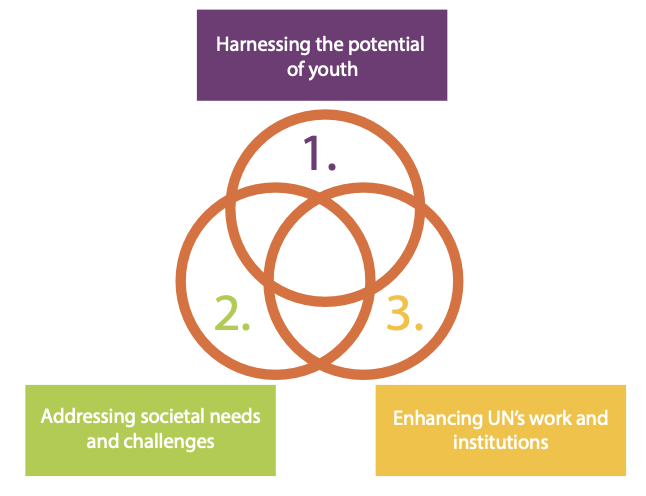 Harnessing the potential
of youth
1.
2.
3.
Addressing societal needs
and challenges
Enhancing UN's work and
institutions